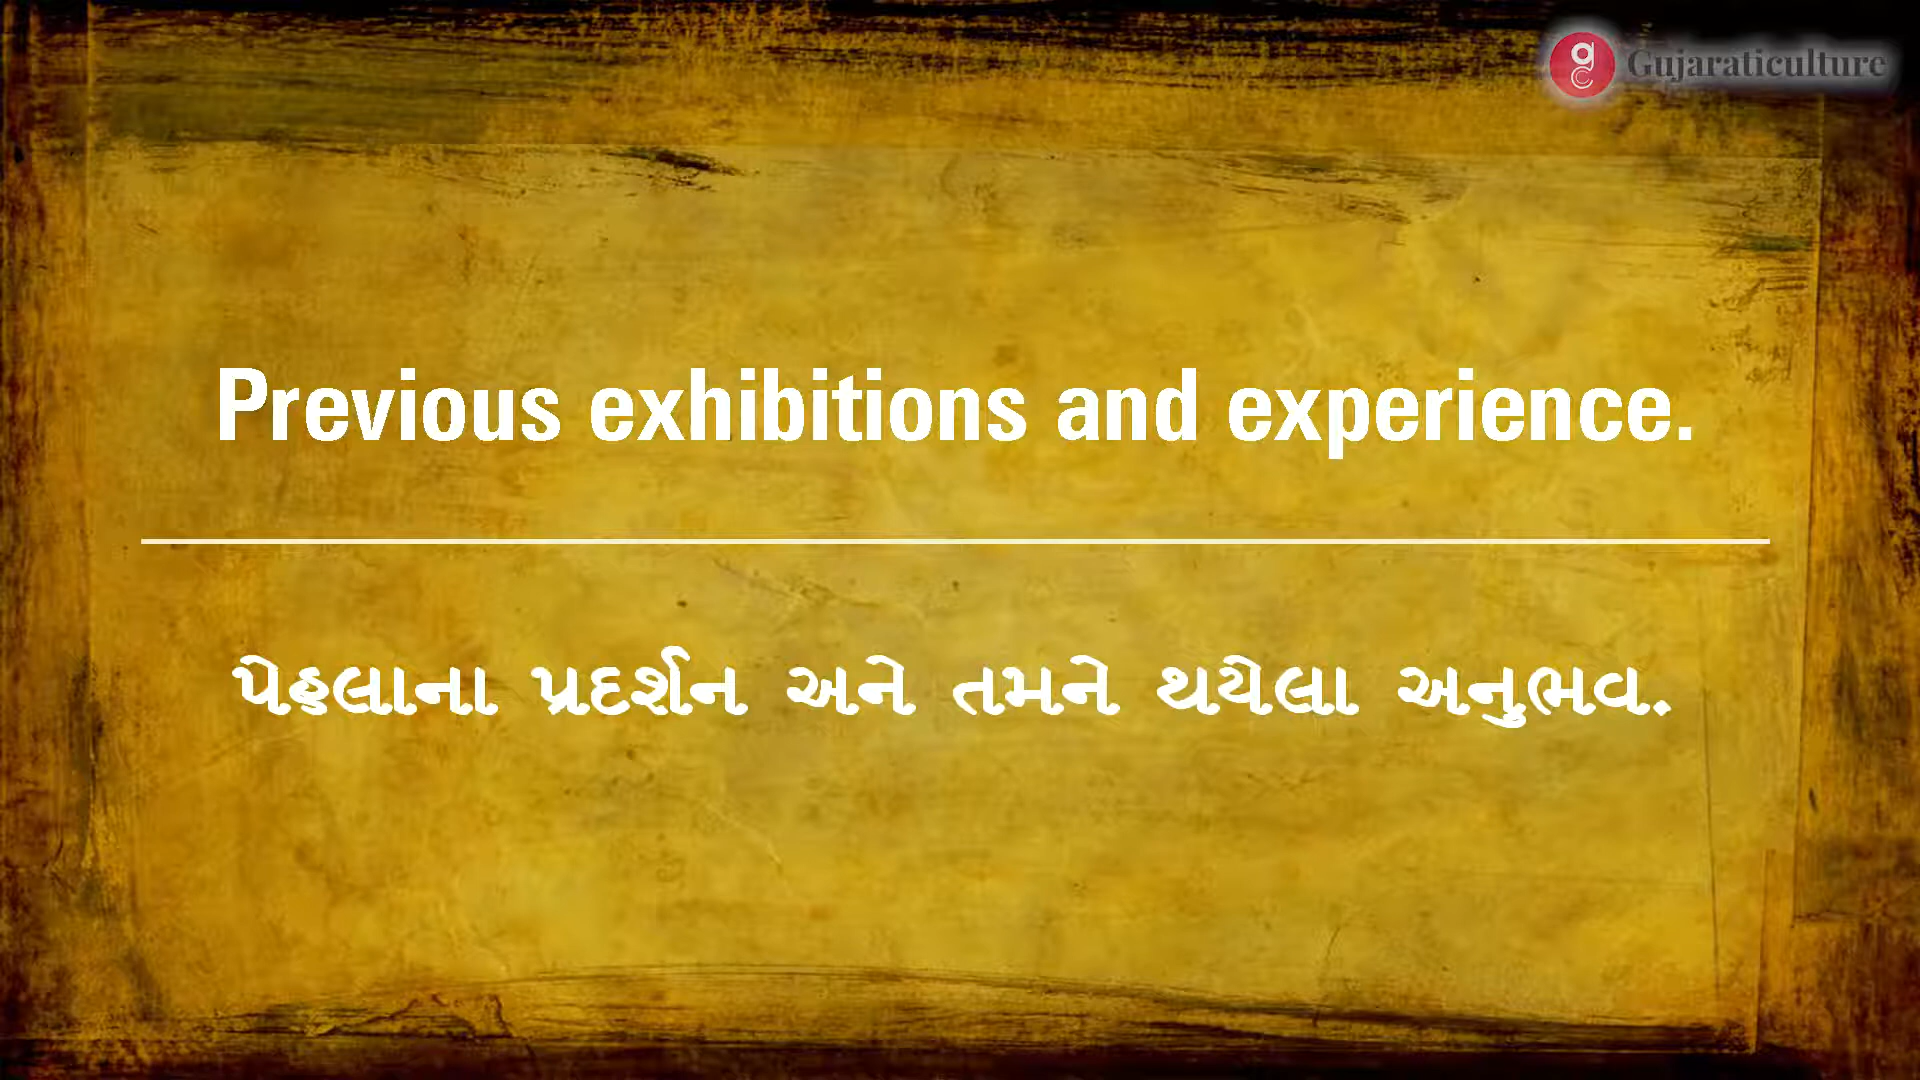 Gujaraticulture
Previous exhibitions and experience.
પેહલાના પ્રદર્શન અને તમને થયેલા અનુભવ.